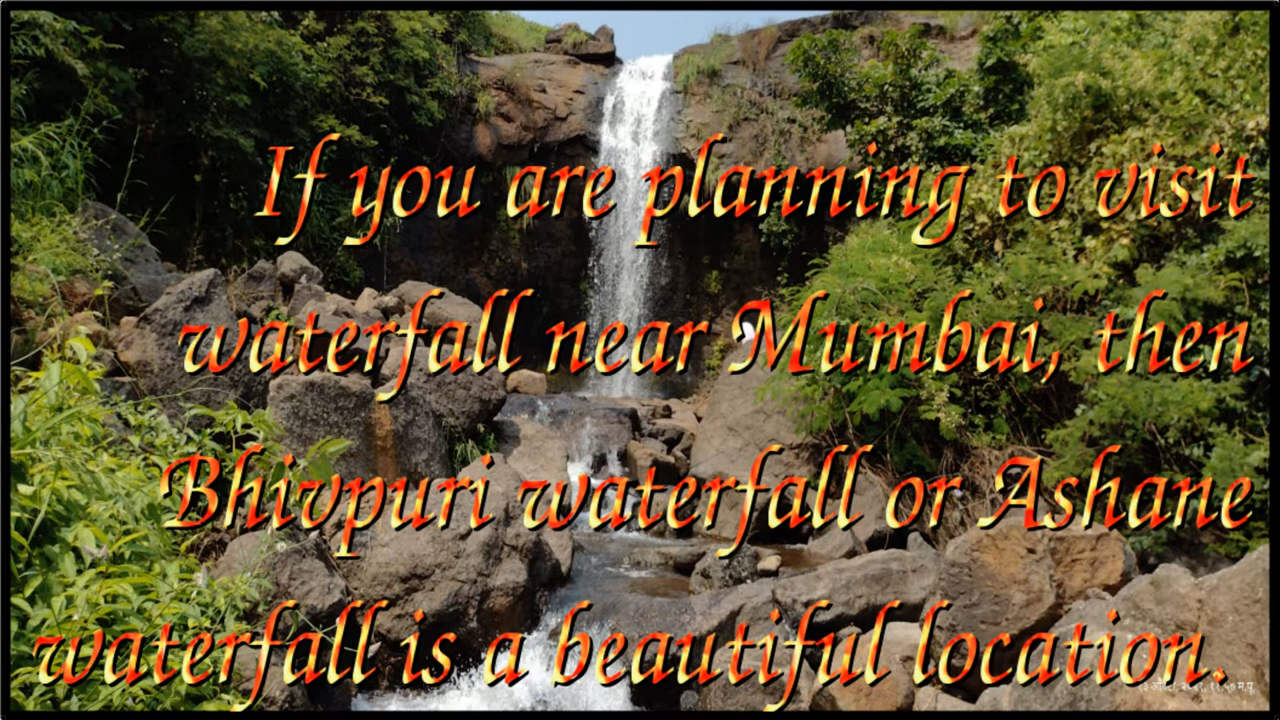 If you are planning to visit
waterfall near Mumbai, then
Bhivpuri waterfall or Ashane
waterfall is a beautiful location.